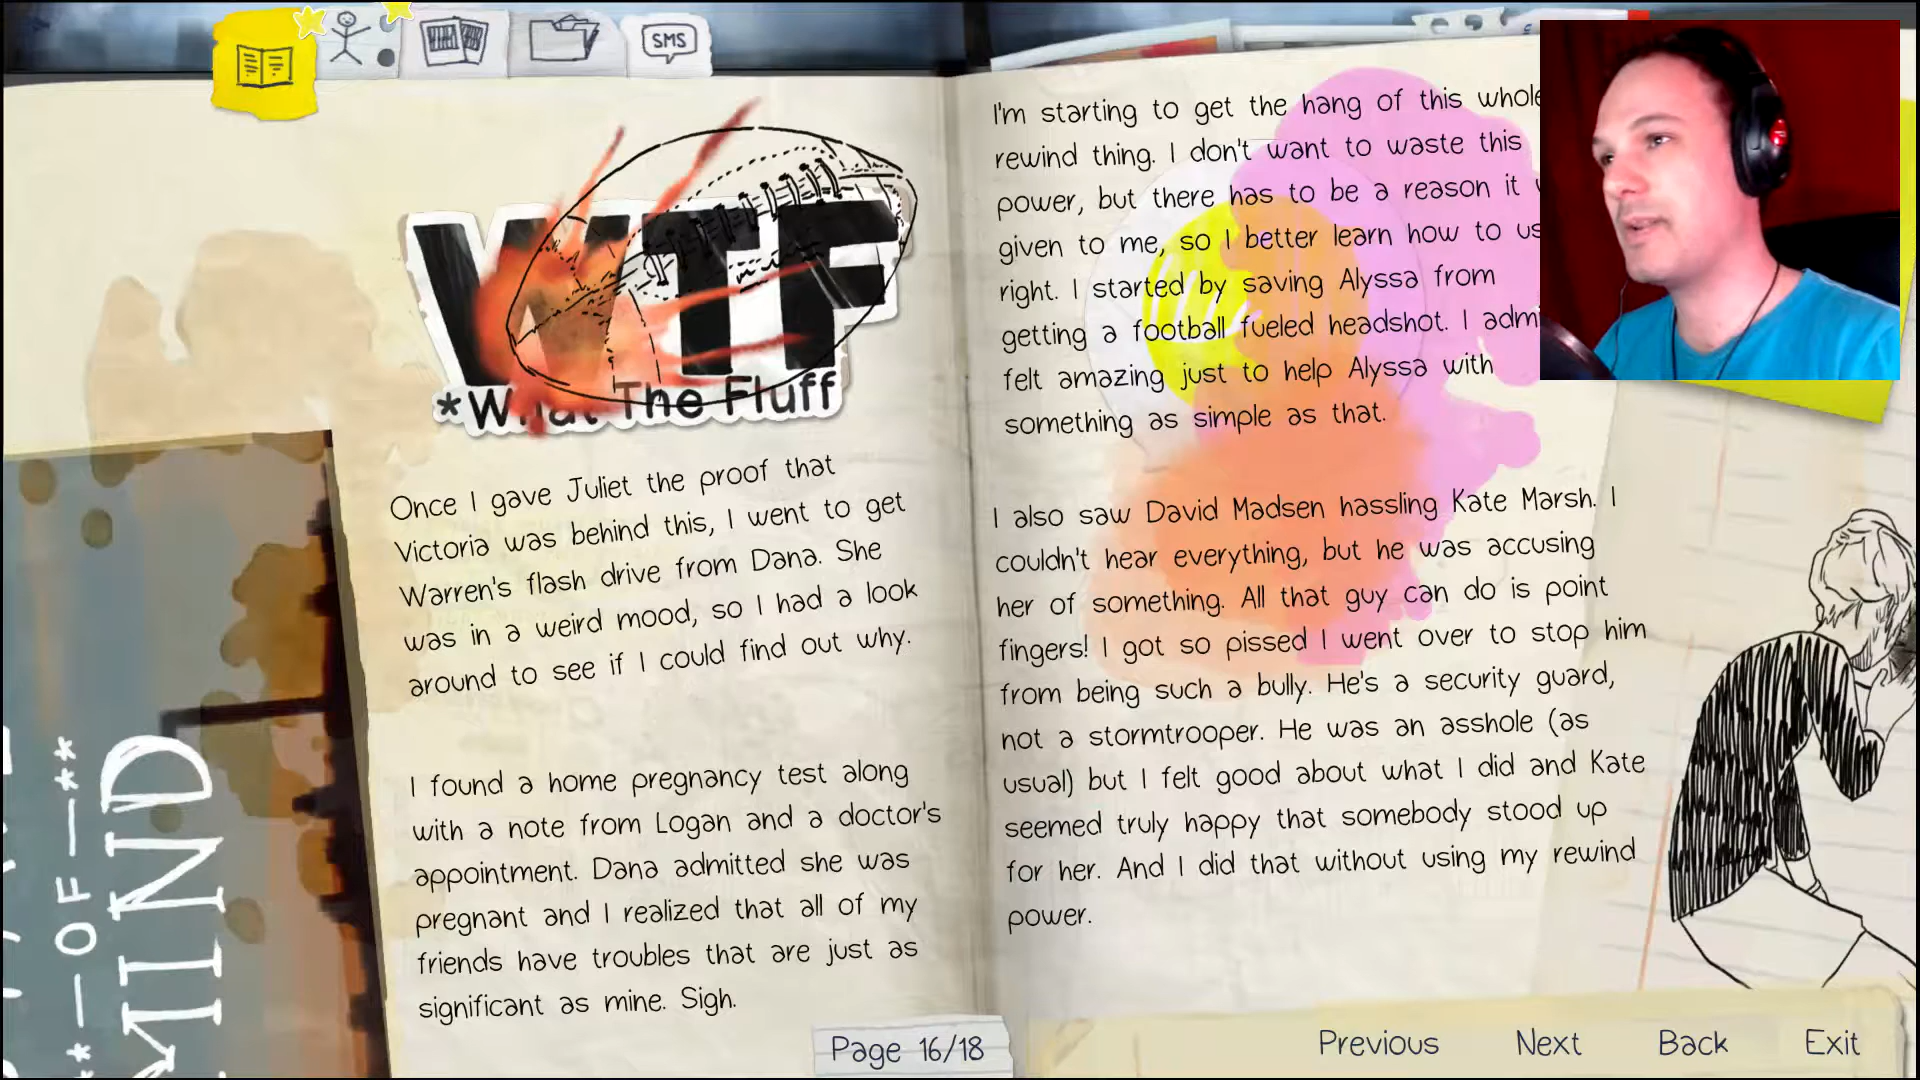 SMS
WTF
*What The Fluff
Once I gave Juliet the proof that
Victoria was behind this, I went to get
Warren's flash drive from Dana. She
was in a weird mood, so I had a look
around to see if I could find out why.
I found a home pregnancy test along
with a note from Logan and a doctor's
appointment. Dana admitted she was
pregnant and I realized that all of my
friends have troubles that are just as
significant as mine. Sigh.
I'm starting to get the hang of this whole
rewind thing. I don't want to waste this
power, but there has to be a reason it
given to me, so I better learn how to
right. I started by saving Alyssa from
getting a football fueled headshot. I
felt amazing just to help Alyssa with
something as simple as that.
I also saw David Madsen hassling Kate Marsh. I
couldn't hear everything, but he was accusing
her of something. All that guy can do is point
fingers! I got so pissed I went over to stop him
from being such a bully. He's a security guard,
not a stormtrooper. He was an asshole (as
usual) but I felt good about what I did and Kate
seemed truly happy that somebody stood up
for her. And I did that without using my rewind
power.
**—OF—**
MIND
Page 16/18
Previous Next Back Exit